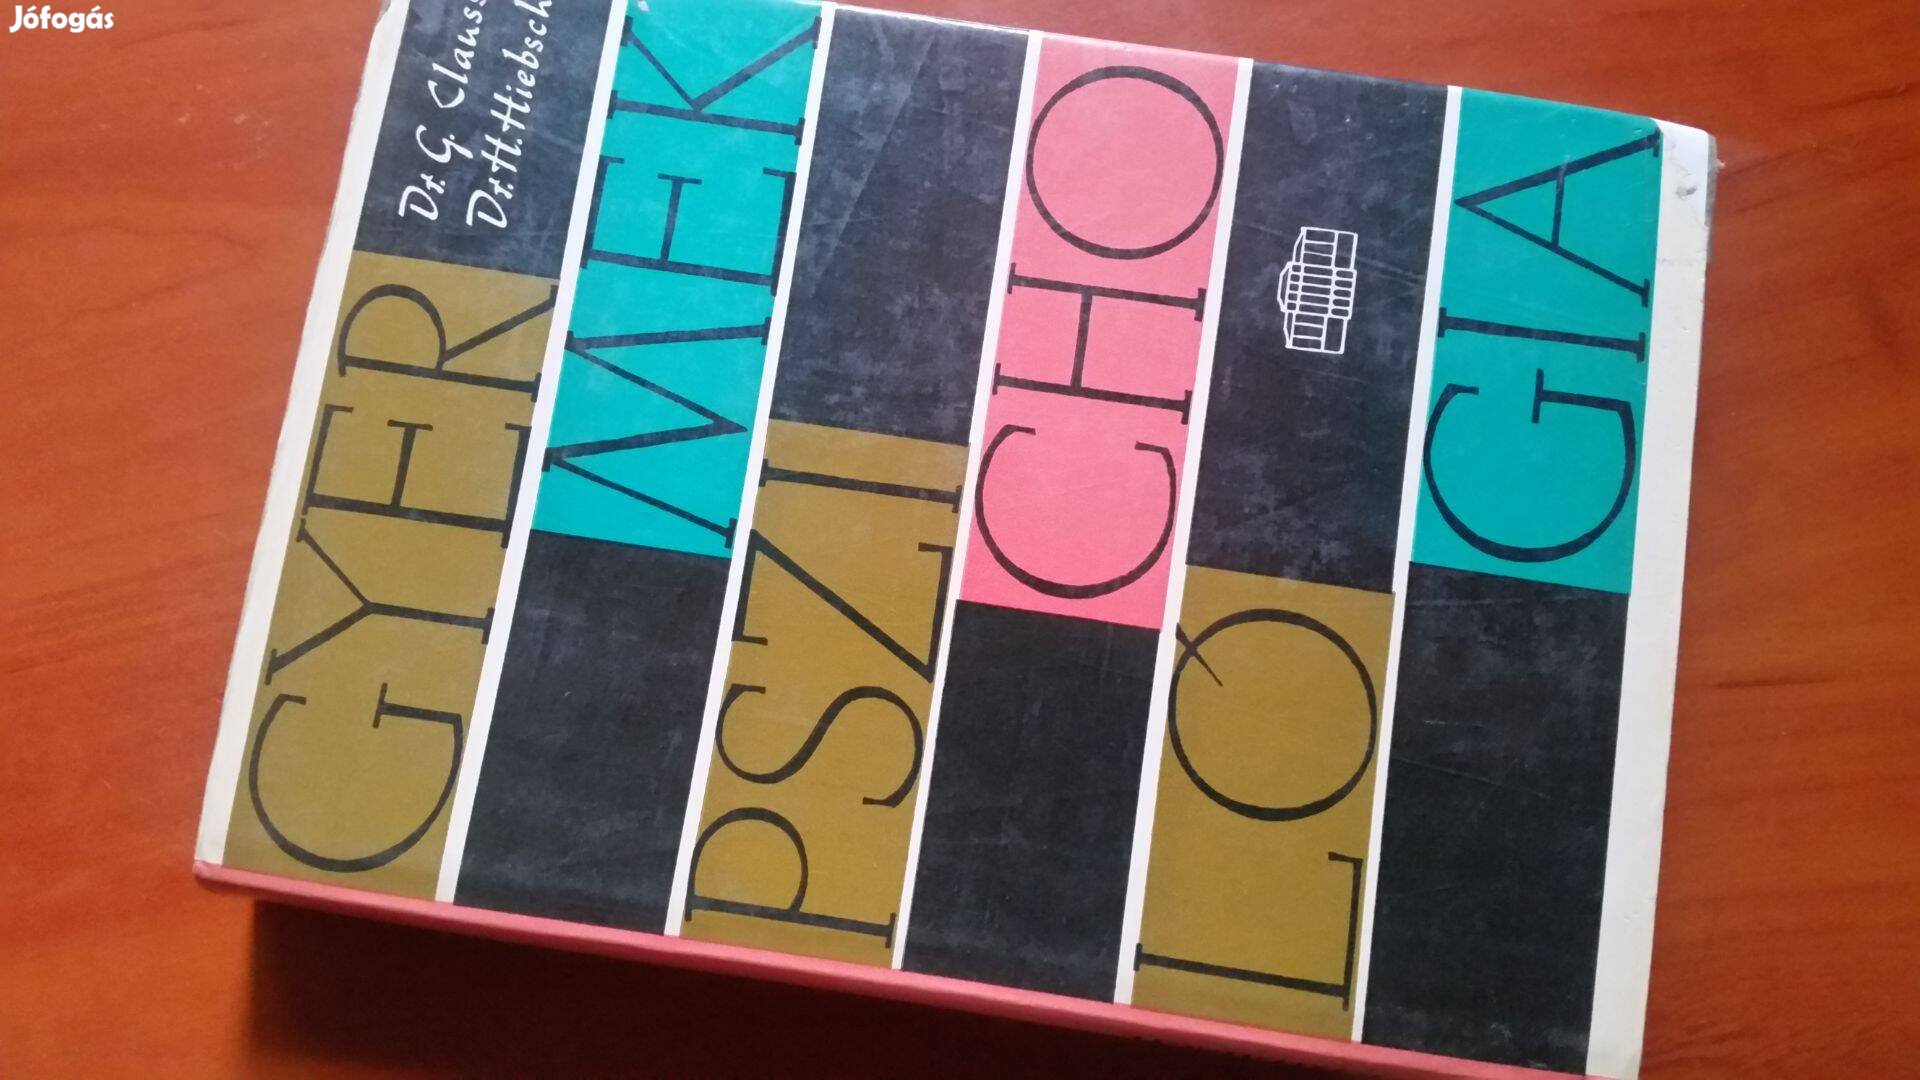 Jófogás
Dr. G. Clauss
Dr. H. Hiebsch
GYER
MEK
PSZI
CHO
LÓ
GIA